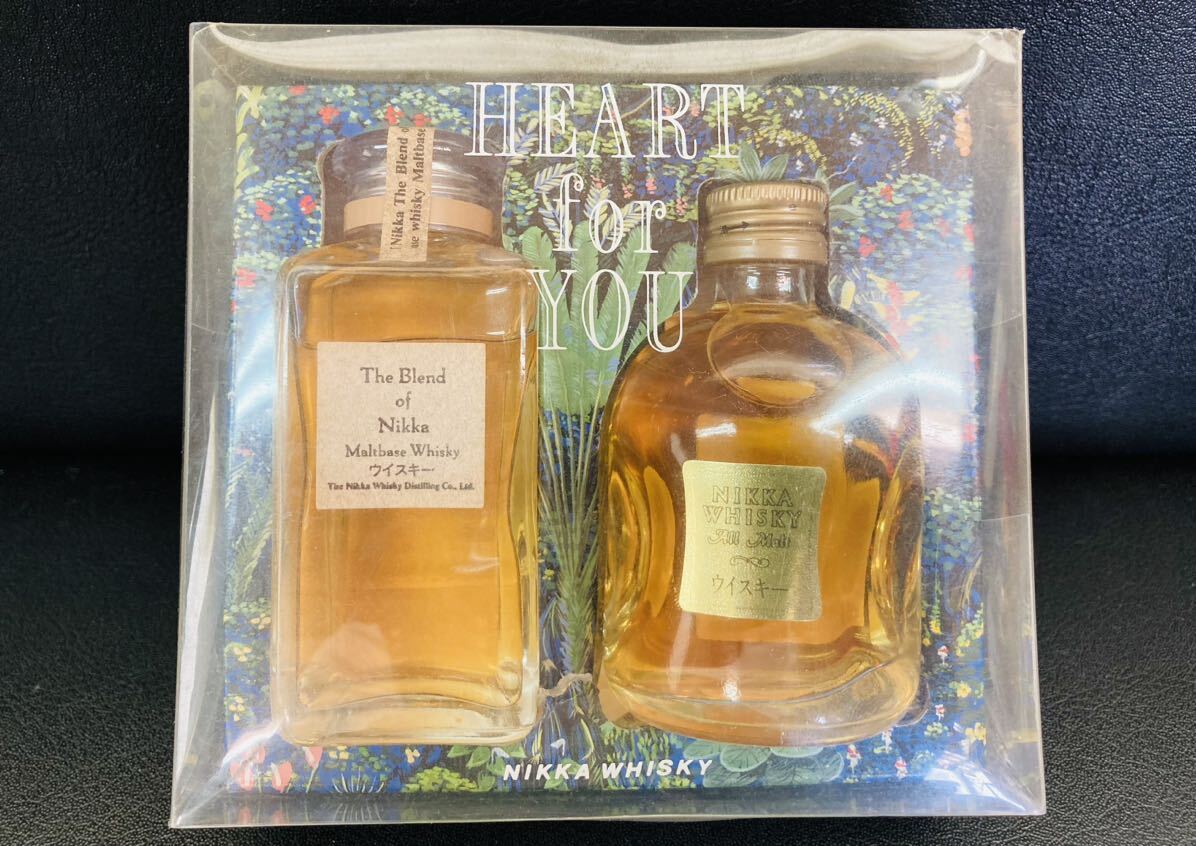 HEART
for
YOU
Nikka The Blend o
ue whisky Maltbase
The Blend
of
Nikka
Maltbase Whisky
ウイスキー
The Nikka Whisky Distilling Co., Ltd.
NIKKA
WHISKY
All Malt
ウイスキー
NIKKA WHISKY